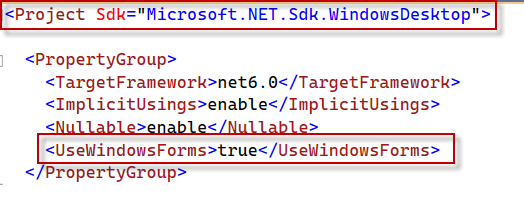 <Project Sdk="Microsoft.NET.Sdk.WindowsDesktop">
<PropertyGroup>
<TargetFramework>net6.0</TargetFramework>
<ImplicitUsings>enable</ImplicitUsings>
<Nullable>enable</Nullable>
<UseWindowsForms>true</UseWindowsForms>
</PropertyGroup>